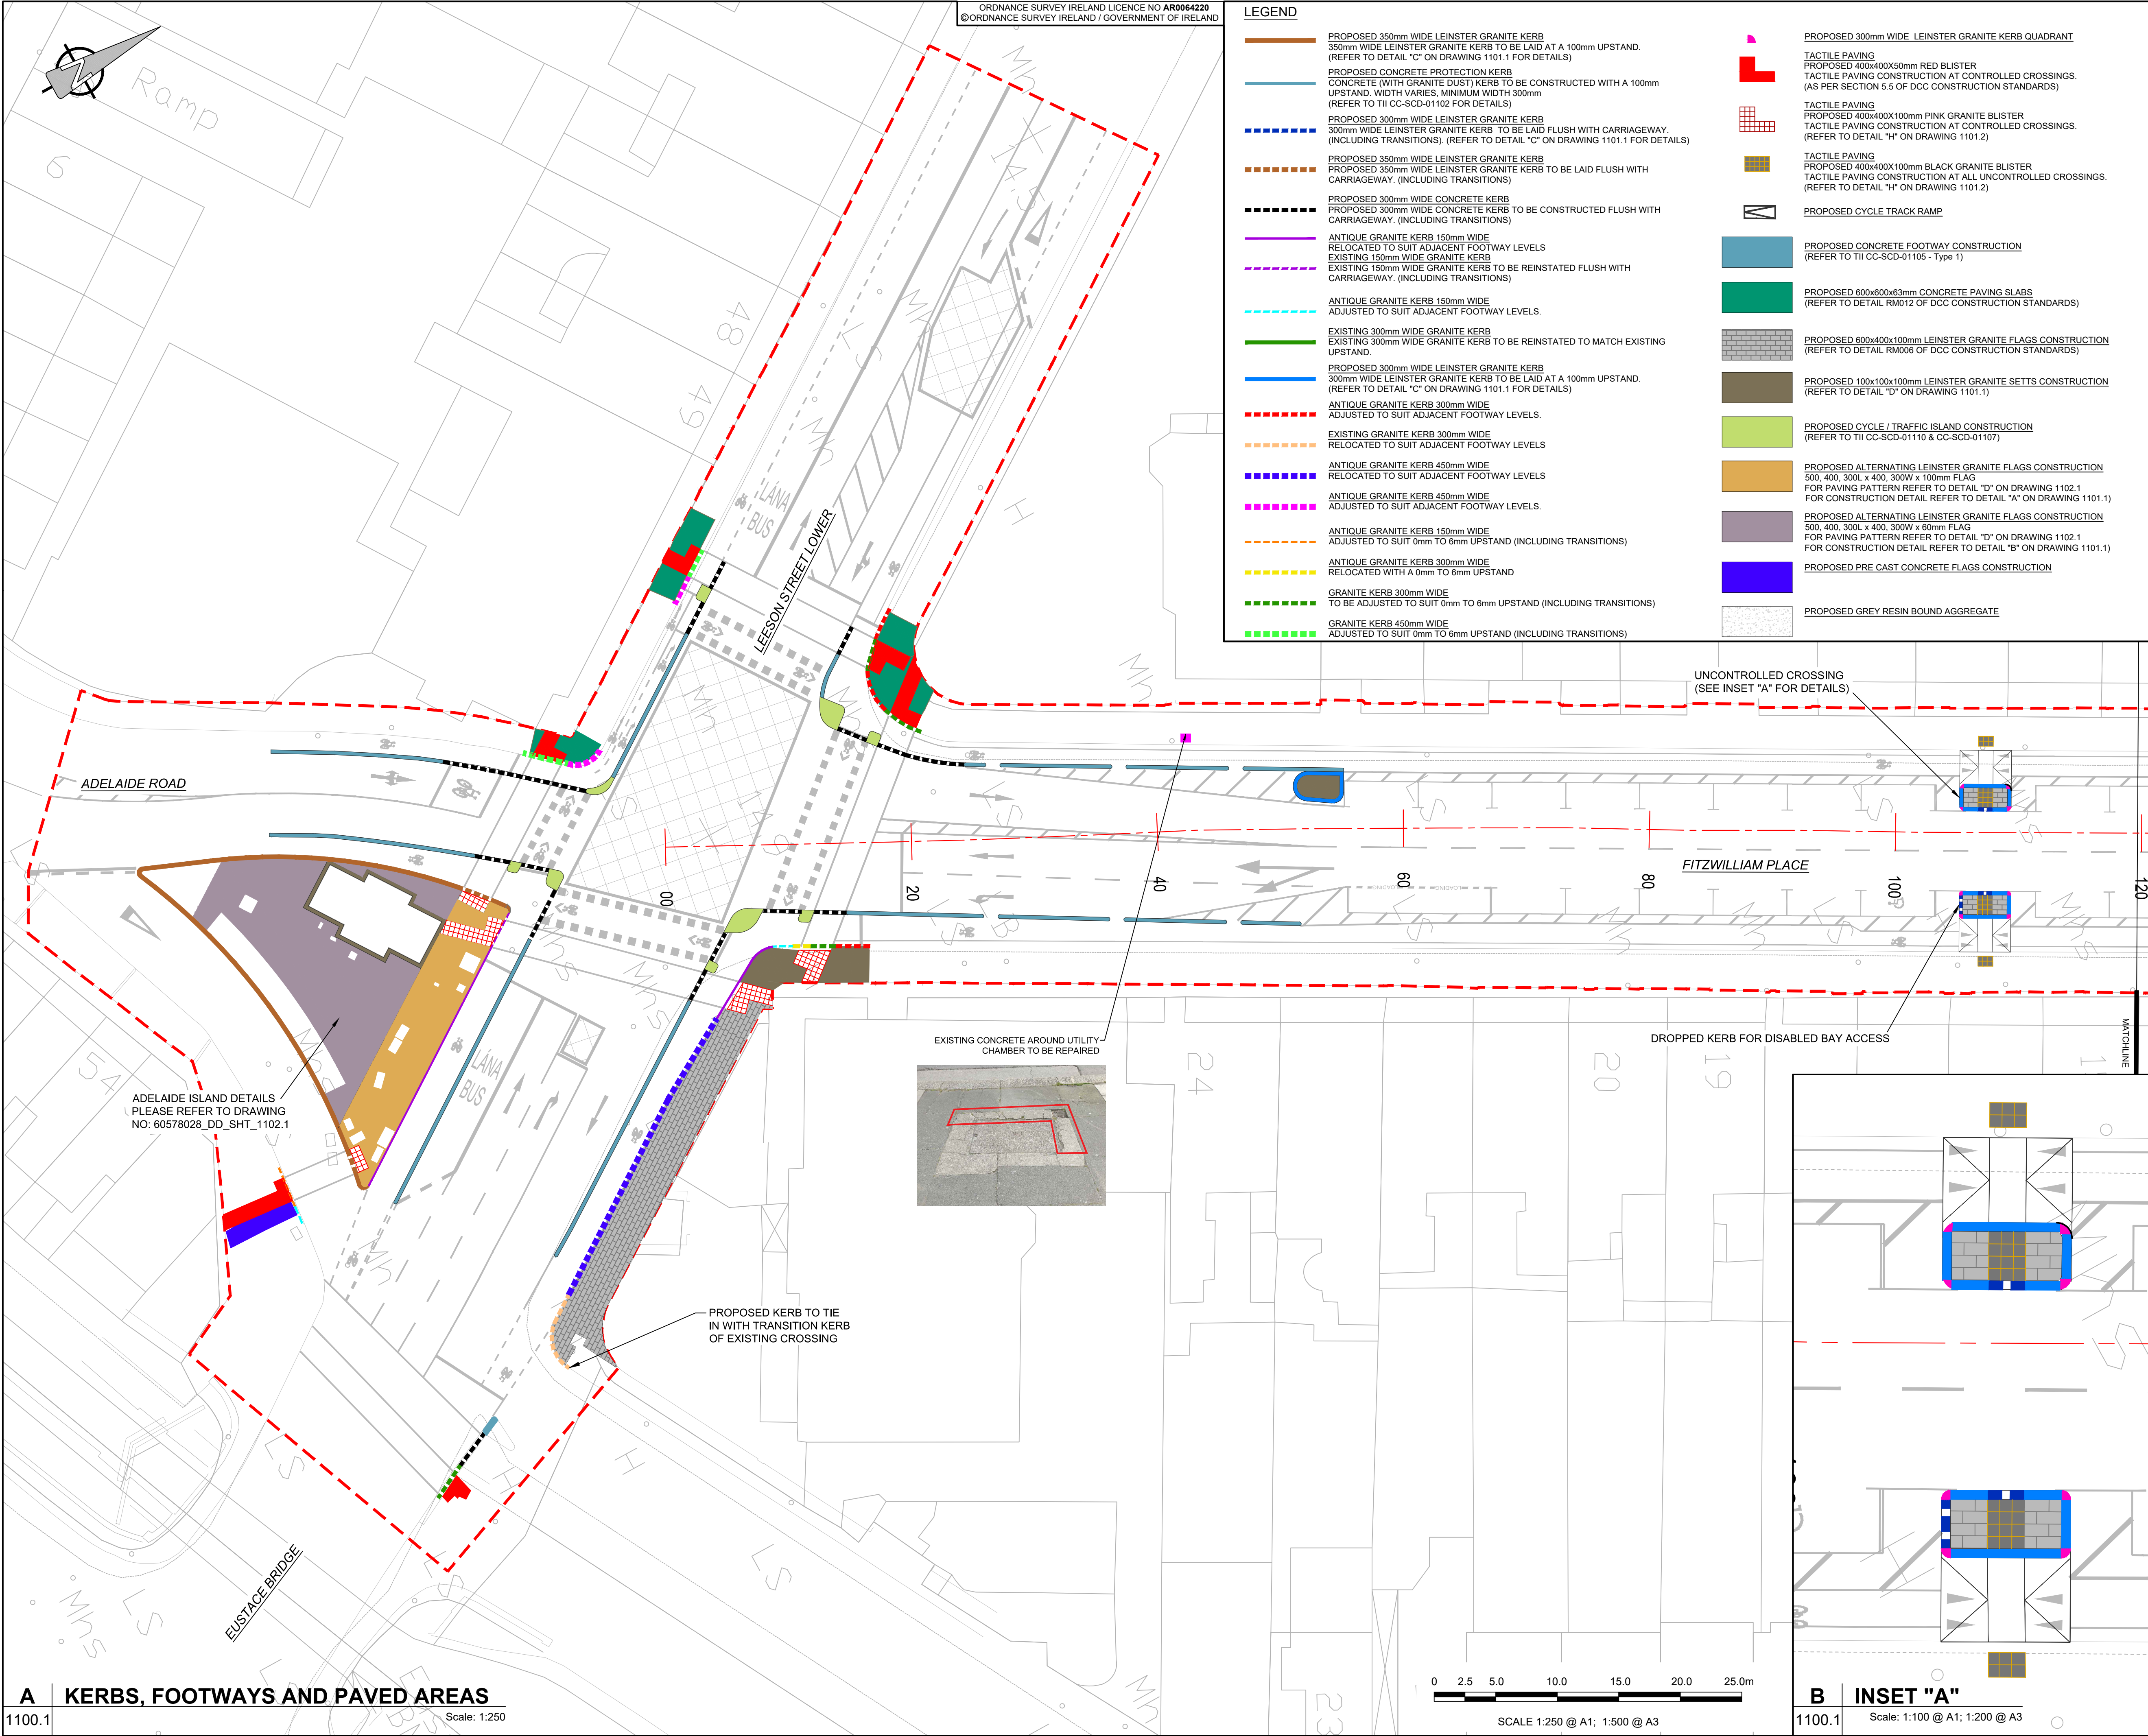 ORDNANCE SURVEY IRELAND LICENCE NO AR0064220
©ORDNANCE SURVEY IRELAND / GOVERNMENT OF IRELAND
LEGEND
PROPOSED 350mm WIDE LEINSTER GRANITE KERB
350mm WIDE LEINSTER GRANITE KERB TO BE LAID AT A 100mm UPSTAND.
(REFER TO DETAIL "C" ON DRAWING 1101.1 FOR DETAILS)
PROPOSED CONCRETE PROTECTION KERB
CONCRETE (WITH GRANITE DUST) KERB TO BE CONSTRUCTED WITH A 100mm
UPSTAND. WIDTH VARIES, MINIMUM WIDTH 300mm
(REFER TO TII CC-SCD-01102 FOR DETAILS)
PROPOSED 300mm WIDE LEINSTER GRANITE KERB
300mm WIDE LEINSTER GRANITE KERB TO BE LAID FLUSH WITH CARRIAGEWAY.
(INCLUDING TRANSITIONS). (REFER TO DETAIL "C" ON DRAWING 1101.1 FOR DETAILS)
PROPOSED 350mm WIDE LEINSTER GRANITE KERB
PROPOSED 350mm WIDE LEINSTER GRANITE KERB TO BE LAID FLUSH WITH
CARRIAGEWAY. (INCLUDING TRANSITIONS)
PROPOSED 300mm WIDE CONCRETE KERB
PROPOSED 300mm WIDE CONCRETE KERB TO BE CONSTRUCTED FLUSH WITH
CARRIAGEWAY. (INCLUDING TRANSITIONS)
ANTIQUE GRANITE KERB 150mm WIDE
RELOCATED TO SUIT ADJACENT FOOTWAY LEVELS
EXISTING 150mm WIDE GRANITE KERB
EXISTING 150mm WIDE GRANITE KERB TO BE REINSTATED FLUSH WITH
CARRIAGEWAY. (INCLUDING TRANSITIONS)
ANTIQUE GRANITE KERB 150mm WIDE
ADJUSTED TO SUIT ADJACENT FOOTWAY LEVELS.
EXISTING 300mm WIDE GRANITE KERB
EXISTING 300mm WIDE GRANITE KERB TO BE REINSTATED TO MATCH EXISTING
UPSTAND.
PROPOSED 300mm WIDE LEINSTER GRANITE KERB
300mm WIDE LEINSTER GRANITE KERB TO BE LAID AT A 100mm UPSTAND.
(REFER TO DETAIL "C" ON DRAWING 1101.1 FOR DETAILS)
ANTIQUE GRANITE KERB 300mm WIDE
ADJUSTED TO SUIT ADJACENT FOOTWAY LEVELS.
EXISTING GRANITE KERB 300mm WIDE
RELOCATED TO SUIT ADJACENT FOOTWAY LEVELS
ANTIQUE GRANITE KERB 450mm WIDE
RELOCATED TO SUIT ADJACENT FOOTWAY LEVELS
ANTIQUE GRANITE KERB 450mm WIDE
ADJUSTED TO SUIT ADJACENT FOOTWAY LEVELS.
ANTIQUE GRANITE KERB 150mm WIDE
ADJUSTED TO SUIT 0mm TO 6mm UPSTAND (INCLUDING TRANSITIONS)
ANTIQUE GRANITE KERB 300mm WIDE
RELOCATED WITH A 0mm TO 6mm UPSTAND
GRANITE KERB 300mm WIDE
TO BE ADJUSTED TO SUIT 0mm TO 6mm UPSTAND (INCLUDING TRANSITIONS)
GRANITE KERB 450mm WIDE
ADJUSTED TO SUIT 0mm TO 6mm UPSTAND (INCLUDING TRANSITIONS)
PROPOSED 300mm WIDE LEINSTER GRANITE KERB QUADRANT
TACTILE PAVING
PROPOSED 400x400X50mm RED BLISTER
TACTILE PAVING CONSTRUCTION AT CONTROLLED CROSSINGS.
(AS PER SECTION 5.5 OF DCC CONSTRUCTION STANDARDS)
TACTILE PAVING
PROPOSED 400x400X100mm PINK GRANITE BLISTER
TACTILE PAVING CONSTRUCTION AT CONTROLLED CROSSINGS.
(REFER TO DETAIL "H" ON DRAWING 1101.2)
TACTILE PAVING
PROPOSED 400x400X100mm BLACK GRANITE BLISTER
TACTILE PAVING CONSTRUCTION AT ALL UNCONTROLLED CROSSINGS.
(REFER TO DETAIL "H" ON DRAWING 1101.2)
PROPOSED CYCLE TRACK RAMP
PROPOSED CONCRETE FOOTWAY CONSTRUCTION
(REFER TO TII CC-SCD-01105 - Type 1)
PROPOSED 600x600x63mm CONCRETE PAVING SLABS
(REFER TO DETAIL RM012 OF DCC CONSTRUCTION STANDARDS)
PROPOSED 600x400x100mm LEINSTER GRANITE FLAGS CONSTRUCTION
(REFER TO DETAIL RM006 OF DCC CONSTRUCTION STANDARDS)
PROPOSED 100x100x100mm LEINSTER GRANITE SETTS CONSTRUCTION
(REFER TO DETAIL "D" ON DRAWING 1101.1)
PROPOSED CYCLE / TRAFFIC ISLAND CONSTRUCTION
(REFER TO TII CC-SCD-01110 & CC-SCD-01107)
PROPOSED ALTERNATING LEINSTER GRANITE FLAGS CONSTRUCTION
500, 400, 300L x 400, 300W x 100mm FLAG
FOR PAVING PATTERN REFER TO DETAIL "D" ON DRAWING 1102.1
FOR CONSTRUCTION DETAIL REFER TO DETAIL "A" ON DRAWING 1101.1)
PROPOSED ALTERNATING LEINSTER GRANITE FLAGS CONSTRUCTION
500, 400, 300L x 400, 300W x 60mm FLAG
FOR PAVING PATTERN REFER TO DETAIL "D" ON DRAWING 1102.1
FOR CONSTRUCTION DETAIL REFER TO DETAIL "B" ON DRAWING 1101.1)
PROPOSED PRE CAST CONCRETE FLAGS CONSTRUCTION
PROPOSED GREY RESIN BOUND AGGREGATE
Ramp
6
48
49
TAXI
LÁNA
BUS
LEESON STREET LOWER
UNCONTROLLED CROSSING
(SEE INSET "A" FOR DETAILS)
ADELAIDE ROAD
FITZWILLIAM PLACE
00
20
40
60
80
100
120
LOADING
LOADING
LÁNA
BUS
54
ADELAIDE ISLAND DETAILS
PLEASE REFER TO DRAWING
NO: 60578028_DD_SHT_1102.1
EXISTING CONCRETE AROUND UTILITY
CHAMBER TO BE REPAIRED
DROPPED KERB FOR DISABLED BAY ACCESS
MATCHLINE
24
20
19
23
PROPOSED KERB TO TIE
IN WITH TRANSITION KERB
OF EXISTING CROSSING
EUSTACE BRIDGE
A KERBS, FOOTWAYS AND PAVED AREAS
1100.1 Scale: 1:250
0 2.5 5.0 10.0 15.0 20.0 25.0m
SCALE 1:250 @ A1; 1:500 @ A3
B INSET "A"
1100.1 Scale: 1:100 @ A1; 1:200 @ A3